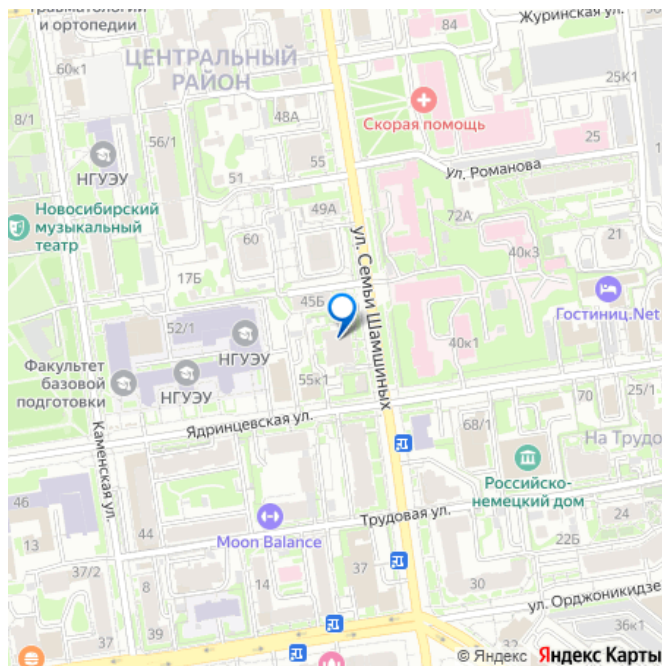 травматологии
и ортопедии
60к1
8/1
ЦЕНТРАЛЬНЫЙ
РАЙОН
Журинская ул.
84
25К1
48А
Скорая помощь
56/1
НГУЭУ
55
51
25
ул. Романова
Новосибирский
музыкальный
театр
49А
60
72А
17Б
ул. Семьи Шамшиных
40к3
21
45Б
Гостиниц.Net
52/1
НГУЭУ
40к1
Факультет
базовой
подготовки
НГУЭУ
55к1
Ядринцевская ул.
70
25/1
68/1
На Трудо
Каменская ул.
Российско-
немецкий дом
46
13
44
Moon Balance
Трудовая ул.
24
22Б
37/2
8
14
37
30
ул. Орджоникидзе
37
39
32
36к1
© Яндекс Яндекс Карты